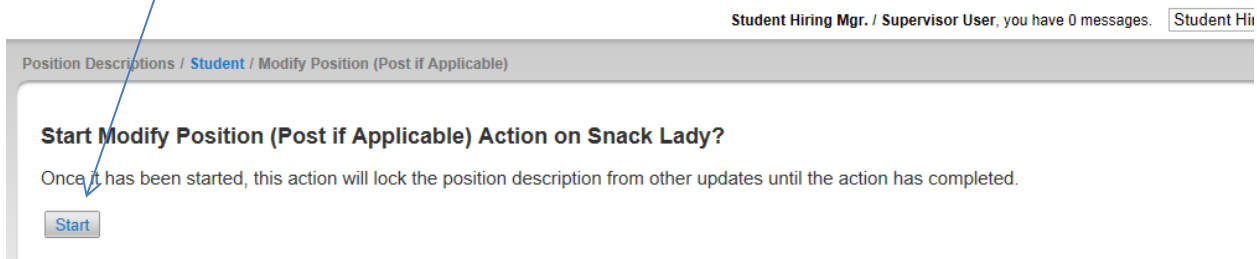 Student Hiring Mgr. / Supervisor User, you have 0 messages. Student Hir
Position Descriptions / Student / Modify Position (Post if Applicable)
Start Modify Position (Post if Applicable) Action on Snack Lady?
Once it has been started, this action will lock the position description from other updates until the action has completed.
Start